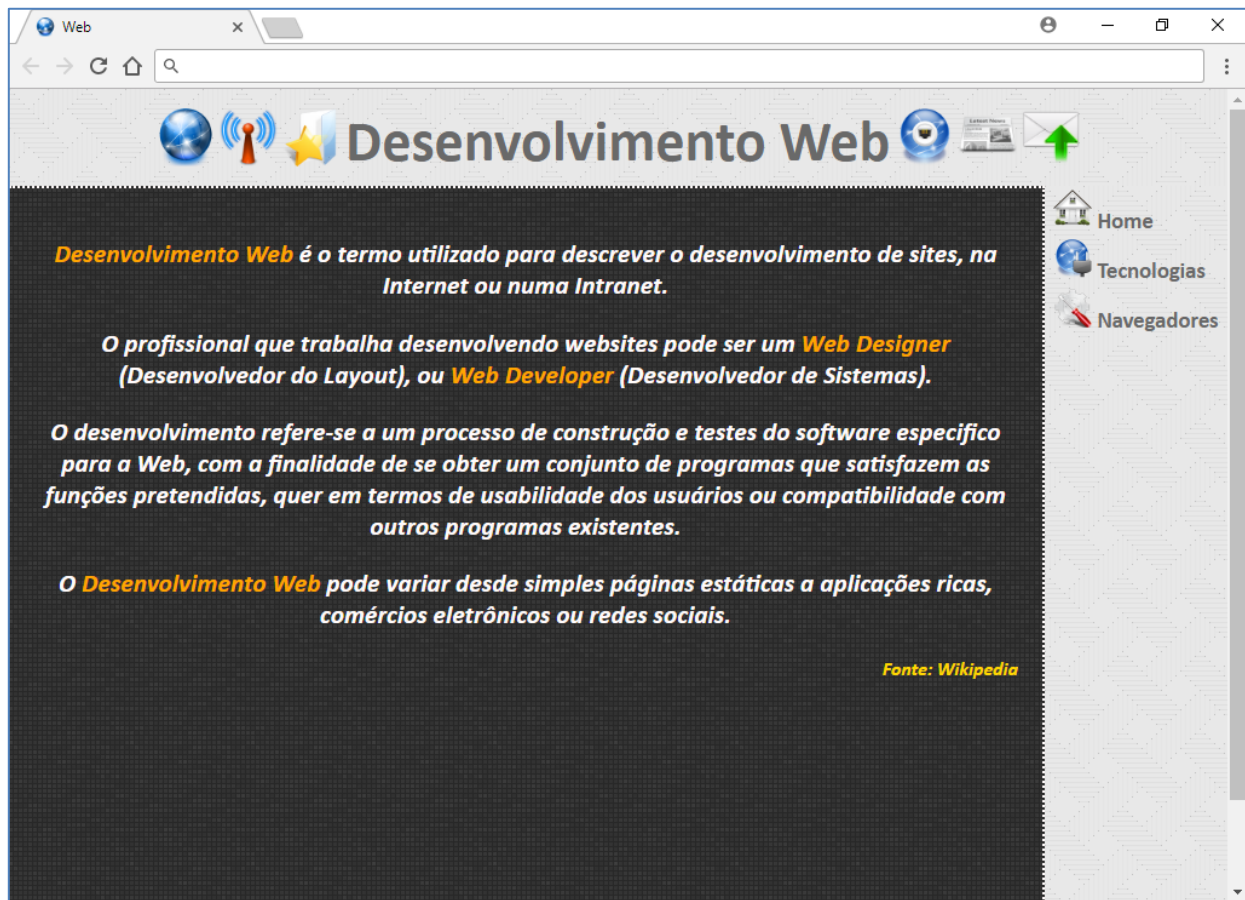 Web
Desenvolvimento Web
Latest News
Desenvolvimento Web é o termo utilizado para descrever o desenvolvimento de sites, na
Internet ou numa Intranet.
O profissional que trabalha desenvolvendo websites pode ser um Web Designer
(Desenvolvedor do Layout), ou Web Developer (Desenvolvedor de Sistemas).
O desenvolvimento refere-se a um processo de construção e testes do software especifico
para a Web, com a finalidade de se obter um conjunto de programas que satisfazem as
funções pretendidas, quer em termos de usabilidade dos usuários ou compatibilidade com
outros programas existentes.
O Desenvolvimento Web pode variar desde simples páginas estáticas a aplicações ricas,
comércios eletrônicos ou redes sociais.
Fonte: Wikipedia
Home
Tecnologias
Navegadores